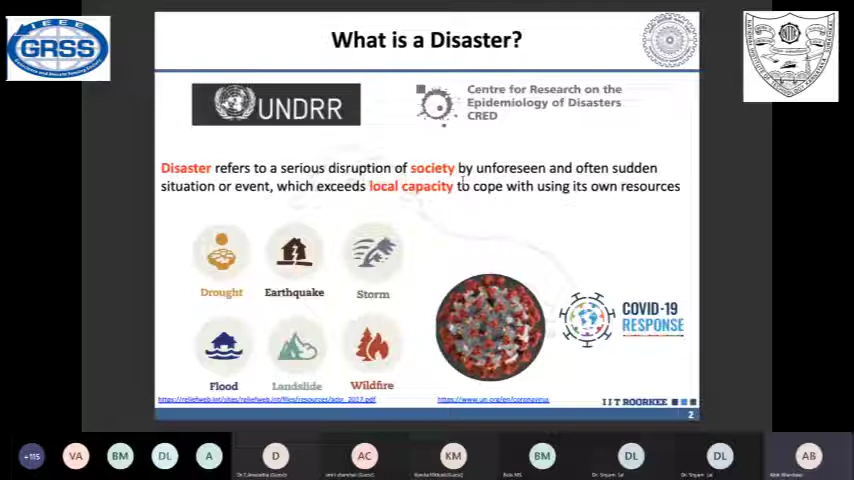 IEEE
GRSS
What is a Disaster?
UNDRR
Centre for Research on the
Epidemiology of Disasters
CRED
Disaster refers to a serious disruption of society by unforeseen and often sudden
situation or event, which exceeds local capacity to cope with using its own resources
Drought
Earthquake
Storm
COVID-19
RESPONSE
Flood
Landslide
Wildfire
https://www.un.org/en/coronavirus
IIT ROORKEE
2
+115
VA
BM
DL
A
D
AC
KM
BM
DL
DL
AB